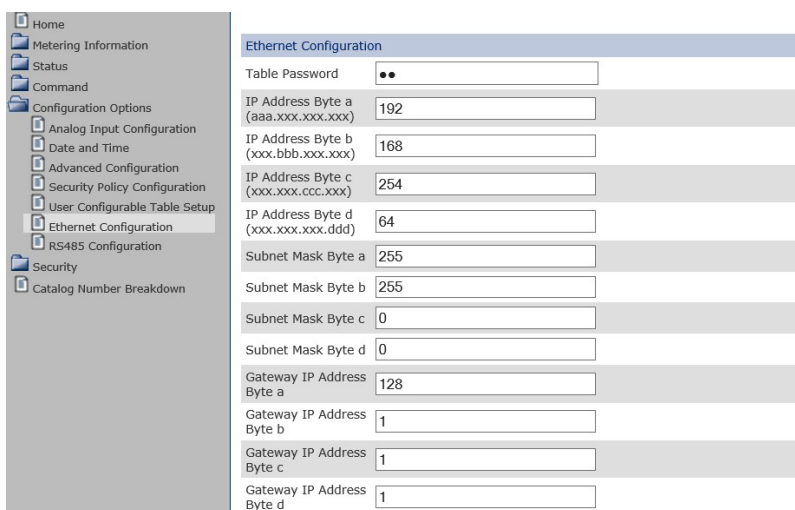 Home
Metering Information
Status
Command
Configuration Options
Analog Input Configuration
Date and Time
Advanced Configuration
Security Policy Configuration
User Configurable Table Setup
Ethernet Configuration
RS485 Configuration
Security
Catalog Number Breakdown
Ethernet Configuration
Table Password ●●
IP Address Byte a
(aaa.xxx.xxx.xxx) 192
IP Address Byte b
(xxx.bbb.xxx.xxx) 168
IP Address Byte c
(xxx.xxx.ccc.xxx) 254
IP Address Byte d
(xxx.xxx.xxx.ddd) 64
Subnet Mask Byte a 255
Subnet Mask Byte b 255
Subnet Mask Byte c 0
Subnet Mask Byte d 0
Gateway IP Address
Byte a 128
Gateway IP Address
Byte b 1
Gateway IP Address
Byte c 1
Gateway IP Address
Byte d 1